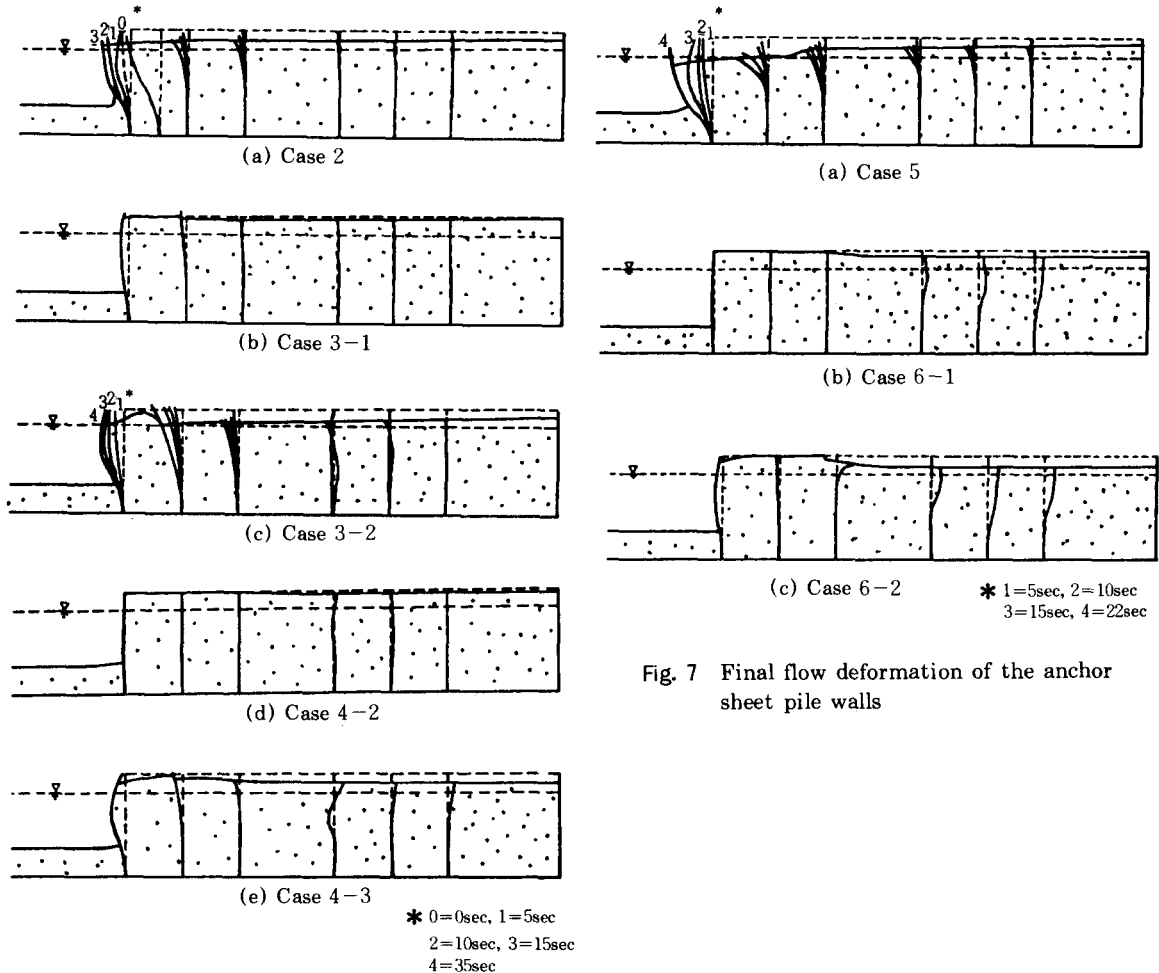 3 2 1 0 *
(a) Case 2
(b) Case 3-1
4 3 2 1 *
(c) Case 3-2
(d) Case 4-2
(e) Case 4-3
* 0=0sec, 1=5sec
2=10sec, 3=15sec
4=35sec
4 3 2 1 *
(a) Case 5
(b) Case 6-1
(c) Case 6-2
* 1=5sec, 2=10sec
3=15sec, 4=22sec
Fig. 7 Final flow deformation of the anchor
sheet pile walls